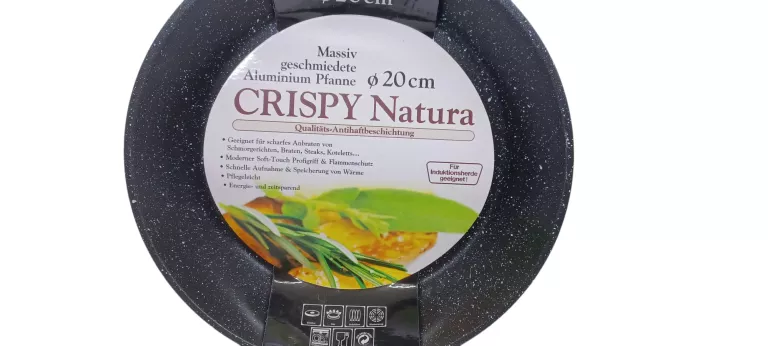 Massiv
geschmiedete
Aluminium Pfanne ø 20 cm
CRISPY Natura
Qualitäts-Antihaftbeschichtung
• Geeignet für scharfes Anbraten von
Schmorgerichten, Braten, Steaks, Koteletts...
• Moderner Soft-Touch Profigriff & Flammenschutz
• Schnelle Aufnahme & Speicherung von Wärme
• Pflegeleicht
• Energie- und zeitsparend
Für
Induktionsherde
geeignet!